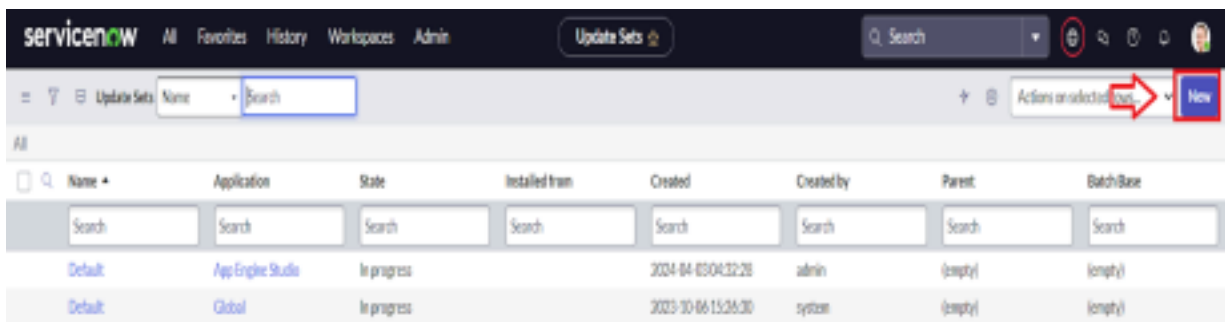 servicenow All Favorites History Workspaces Admin Update Sets Search
Update Sets Name Search Actions on selected rows... New
All
Name Application State Installed from Created Created by Parent Batch Base
Search Search Search Search Search Search Search Search
Default App Engine Studio In progress 2024-04-03 04:32:28 admin (empty) (empty)
Default Global In progress 2023-10-06 15:26:30 system (empty) (empty)